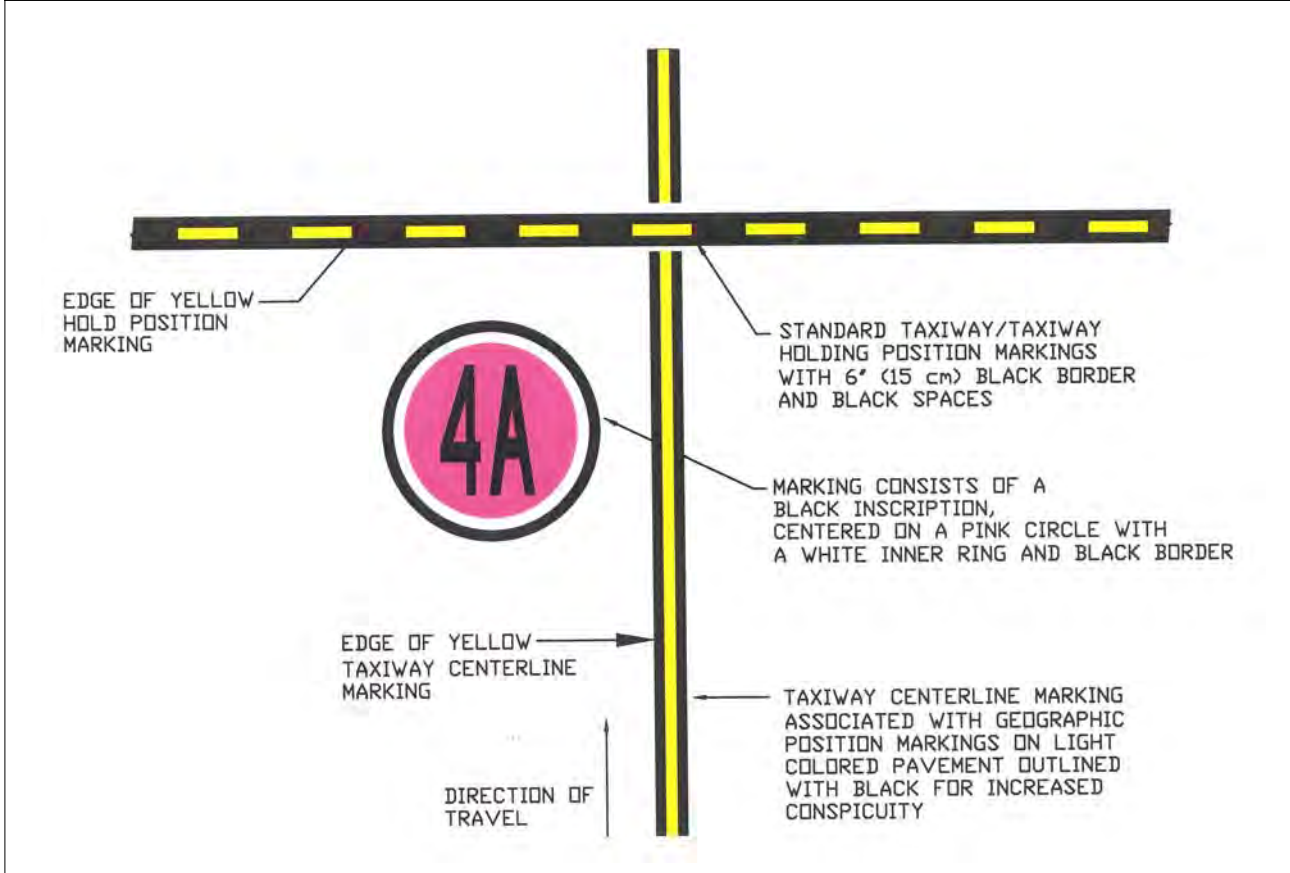 EDGE OF YELLOW
HOLD POSITION
MARKING
STANDARD TAXIWAY/TAXIWAY
HOLDING POSITION MARKINGS
WITH 6" (15 cm) BLACK BORDER
AND BLACK SPACES
4A
MARKING CONSISTS OF A
BLACK INSCRIPTION,
CENTERED ON A PINK CIRCLE WITH
A WHITE INNER RING AND BLACK BORDER
EDGE OF YELLOW
TAXIWAY CENTERLINE
MARKING
TAXIWAY CENTERLINE MARKING
ASSOCIATED WITH GEOGRAPHIC
POSITION MARKINGS ON LIGHT
COLORED PAVEMENT OUTLINED
WITH BLACK FOR INCREASED
CONSPICUITY
DIRECTION OF
TRAVEL